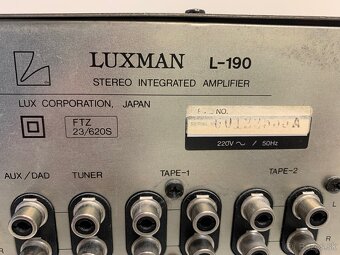 LUXMAN L-190
STEREO INTEGRATED AMPLIFIER
LUX CORPORATION, JAPAN
FTZ
23/620S
NO.
220V ~ / 50Hz
AUX/DAD TUNER TAPE-1 TAPE-2
L
R